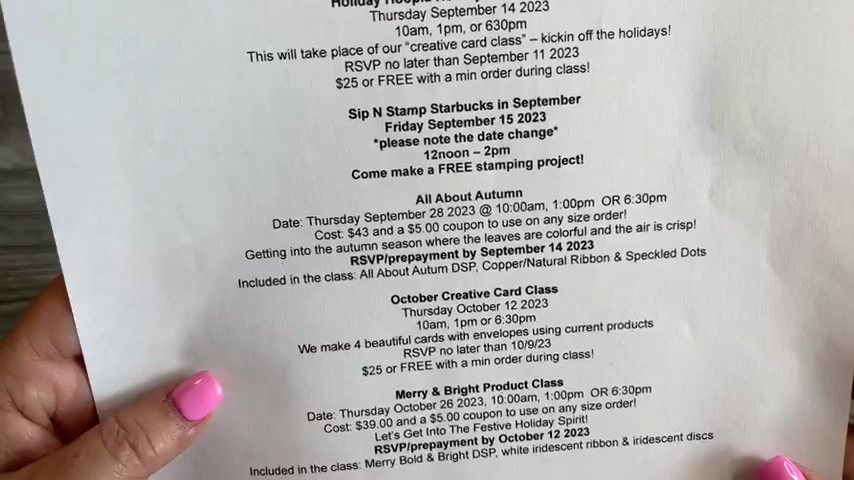 Holiday
Thursday September 14 2023
10am, 1pm, or 630pm
This will take place of our “creative card class” – kickin off the holidays!
RSVP no later than September 11 2023
$25 or FREE with a min order during class!
Sip N Stamp Starbucks in September
Friday September 15 2023
*please note the date change*
12noon – 2pm
Come make a FREE stamping project!
All About Autumn
Date: Thursday September 28 2023 @ 10:00am, 1:00pm OR 6:30pm
Cost: $43 and a $5.00 coupon to use on any size order!
Getting into the autumn season where the leaves are colorful and the air is crisp!
RSVP/prepayment by September 14 2023
Included in the class: All About Autum DSP, Copper/Natural Ribbon & Speckled Dots
October Creative Card Class
Thursday October 12 2023
10am, 1pm or 6:30pm
We make 4 beautiful cards with envelopes using current products
RSVP no later than 10/9/23
$25 or FREE with a min order during class!
Merry & Bright Product Class
Date: Thursday October 26 2023, 10:00am, 1:00pm OR 6:30pm
Cost: $39.00 and a $5.00 coupon to use on any size order!
Let's Get Into The Festive Holiday Spirit!
RSVP/prepayment by October 12 2023
Included in the class: Merry Bold & Bright DSP, white iridescent ribbon & iridescent discs